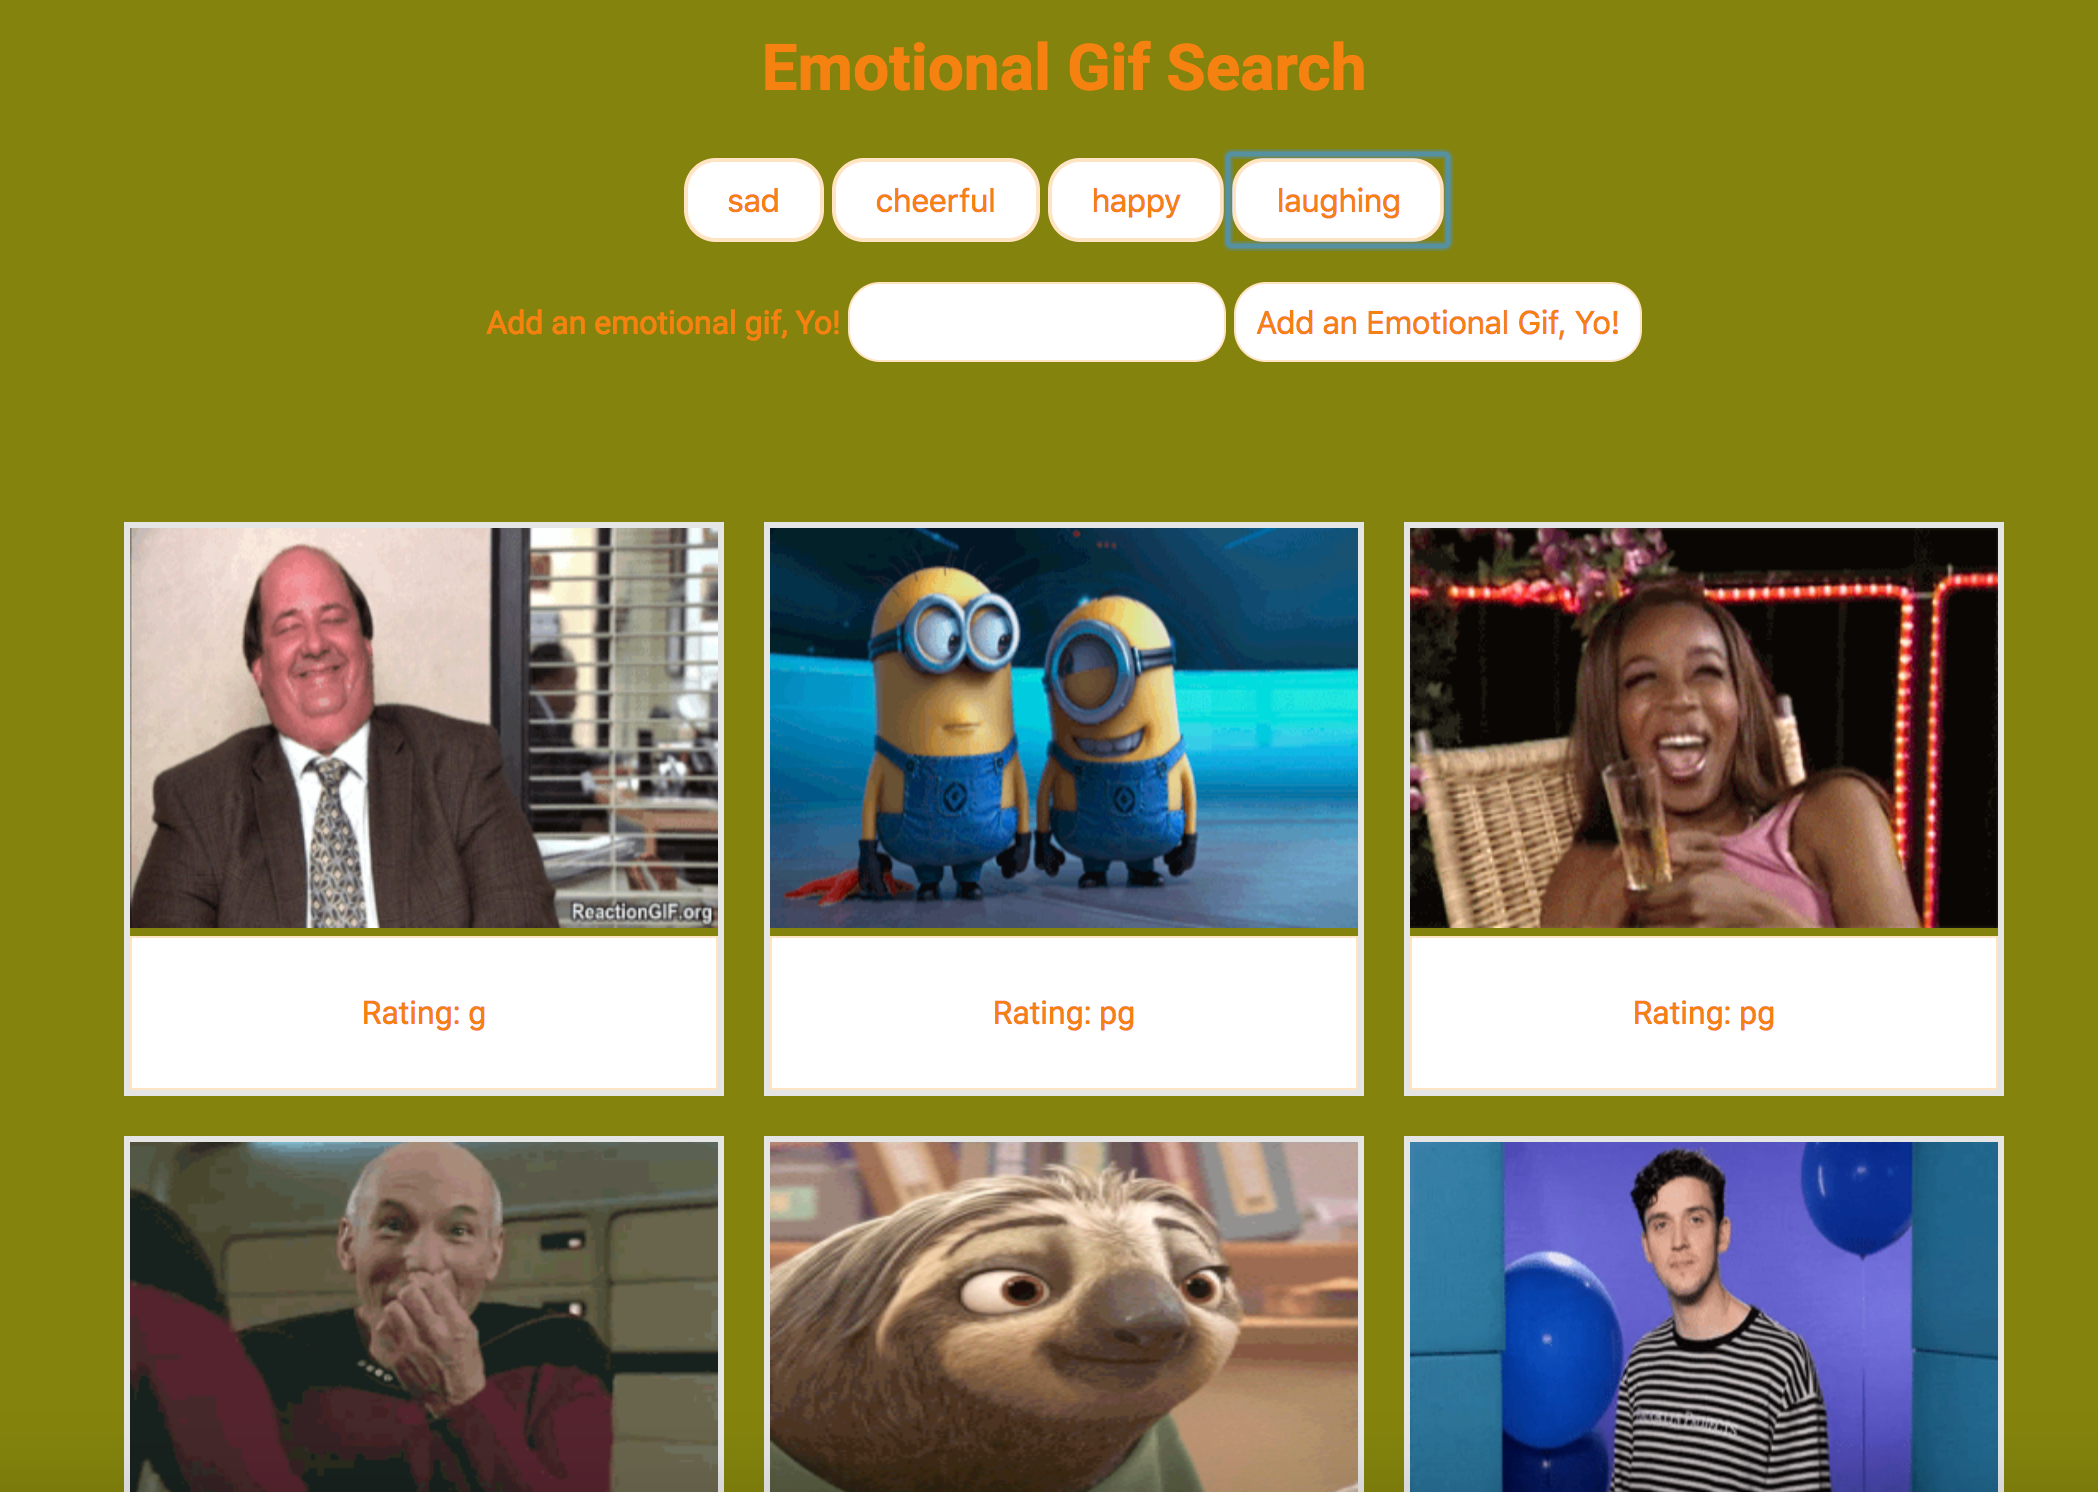 Emotional Gif Search
sad cheerful happy laughing
Add an emotional gif, Yo! Add an Emotional Gif, Yo!
ReactionGIF.org
Rating: g
Rating: pg
Rating: pg